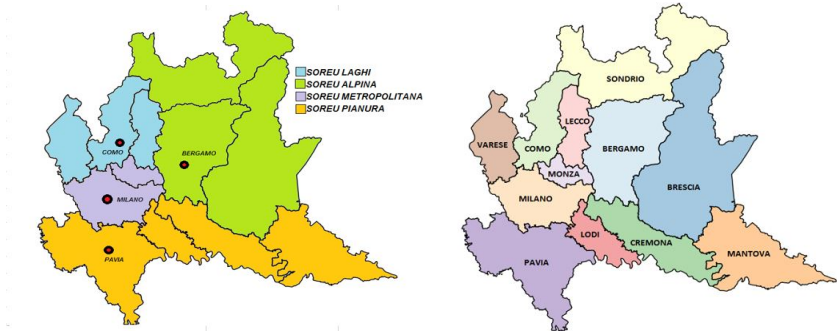 SOREU LAGHI
SOREU ALPINA
SOREU METROPOLITANA
SOREU PIANURA
COMO
BERGAMO
MILANO
PAVIA
SONDRIO
LECCO
VARESE
COMO
BERGAMO
MONZA
BRESCIA
MILANO
LODI
CREMONA
MANTOVA
PAVIA